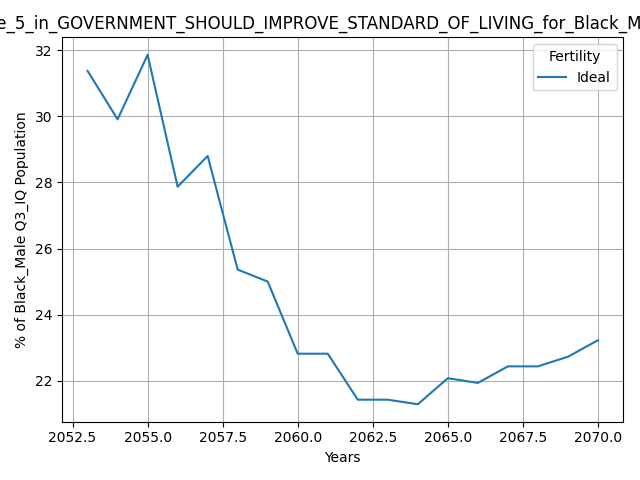 e_5_in_GOVERNMENT_SHOULD_IMPROVE_STANDARD_OF_LIVING_for_Black_M
32
30
28
26
24
22
% of Black_Male Q3_IQ Population
Fertility
Ideal
2052.5 2055.0 2057.5 2060.0 2062.5 2065.0 2067.5 2070.0
Years